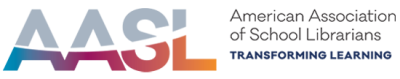 AASL
American Association
of School Librarians
TRANSFORMING LEARNING